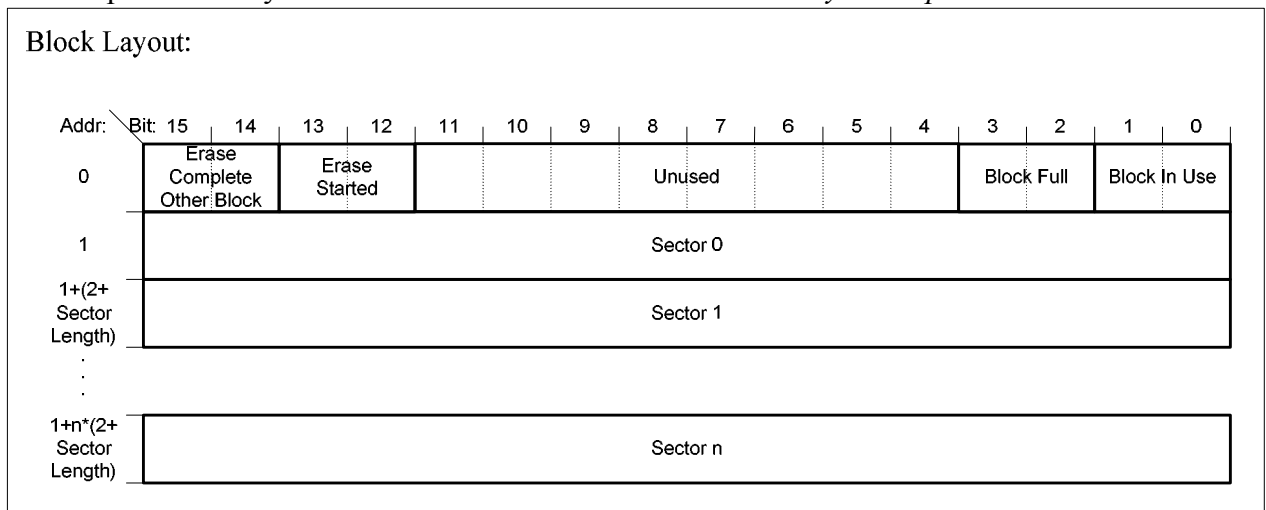 Block Layout:
Addr: Bit: 15 14 13 12 11 10 9 8 7 6 5 4 3 2 1 0
0
Erase
Complete
Other Block
Erase
Started
Unused
Block Full
Block In Use
1
Sector 0
1+(2+
Sector
Length)
Sector 1
.
.
.
1+n*(2+
Sector
Length)
Sector n